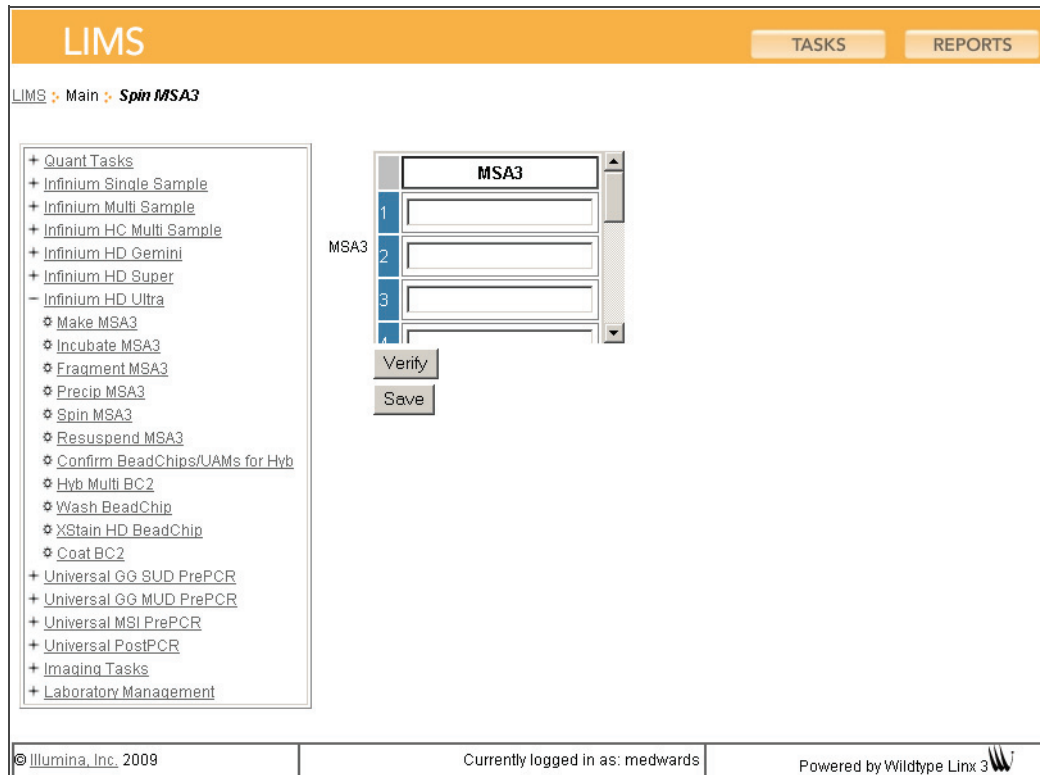 LIMS
TASKS REPORTS
LIMS :· Main :· Spin MSA3
+ Quant Tasks
+ Infinium Single Sample
+ Infinium Multi Sample
+ Infinium HC Multi Sample
+ Infinium HD Gemini
+ Infinium HD Super
− Infinium HD Ultra
Make MSA3
Incubate MSA3
Fragment MSA3
Precip MSA3
Spin MSA3
Resuspend MSA3
Confirm BeadChips/UAMs for Hyb
Hyb Multi BC2
Wash BeadChip
XStain HD BeadChip
Coat BC2
+ Universal GG SUD PrePCR
+ Universal GG MUD PrePCR
+ Universal MSI PrePCR
+ Universal PostPCR
+ Imaging Tasks
+ Laboratory Management
MSA3
MSA3
1
2
3
4
Verify
Save
© Illumina, Inc. 2009
Currently logged in as: medwards
Powered by Wildtype Linx 3